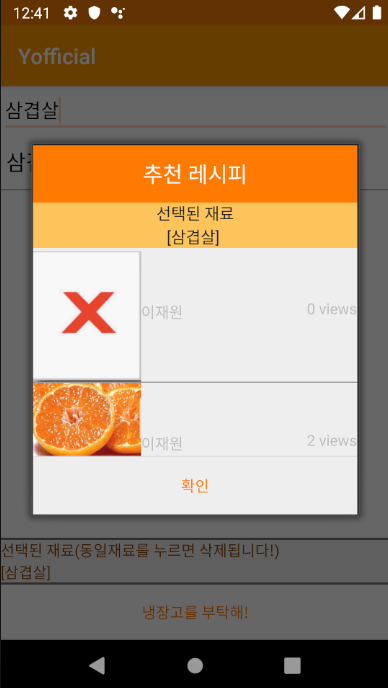 12:41
Yofficial
삼겹살
추천 레시피
선택된 재료
[삼겹살]
이재원
0 views
이재원
2 views
확인
선택된 재료(동일재료를 누르면 삭제됩니다!)
[삼겹살]
냉장고를 부탁해!